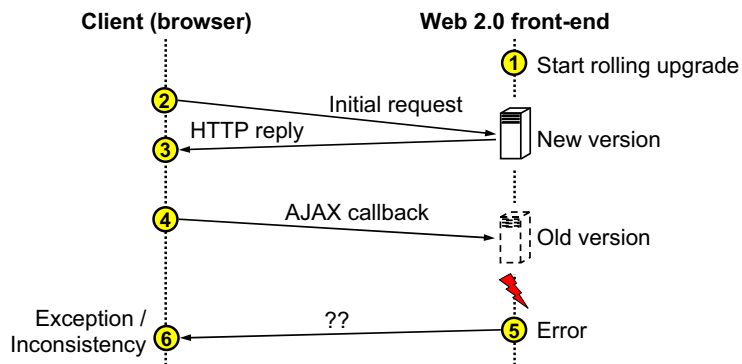 Client (browser)
Web 2.0 front-end
1
Start rolling upgrade
2
Initial request
HTTP reply
New version
3
4
AJAX callback
Old version
Exception /
Inconsistency
6
??
5
Error